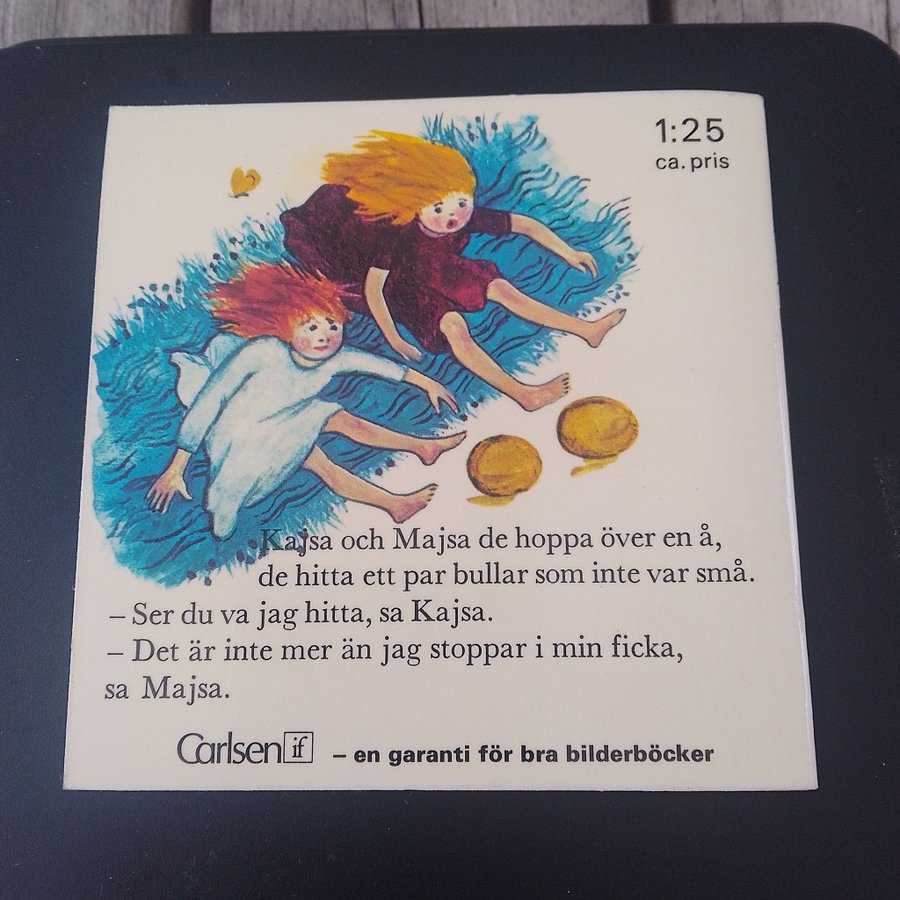 1:25
ca. pris
Kajsa och Majsa de hoppa över en å,
de hitta ett par bullar som inte var små.
– Ser du va jag hitta, sa Kajsa.
– Det är inte mer än jag stoppar i min ficka,
sa Majsa.
Carlsen if – en garanti för bra bilderböcker